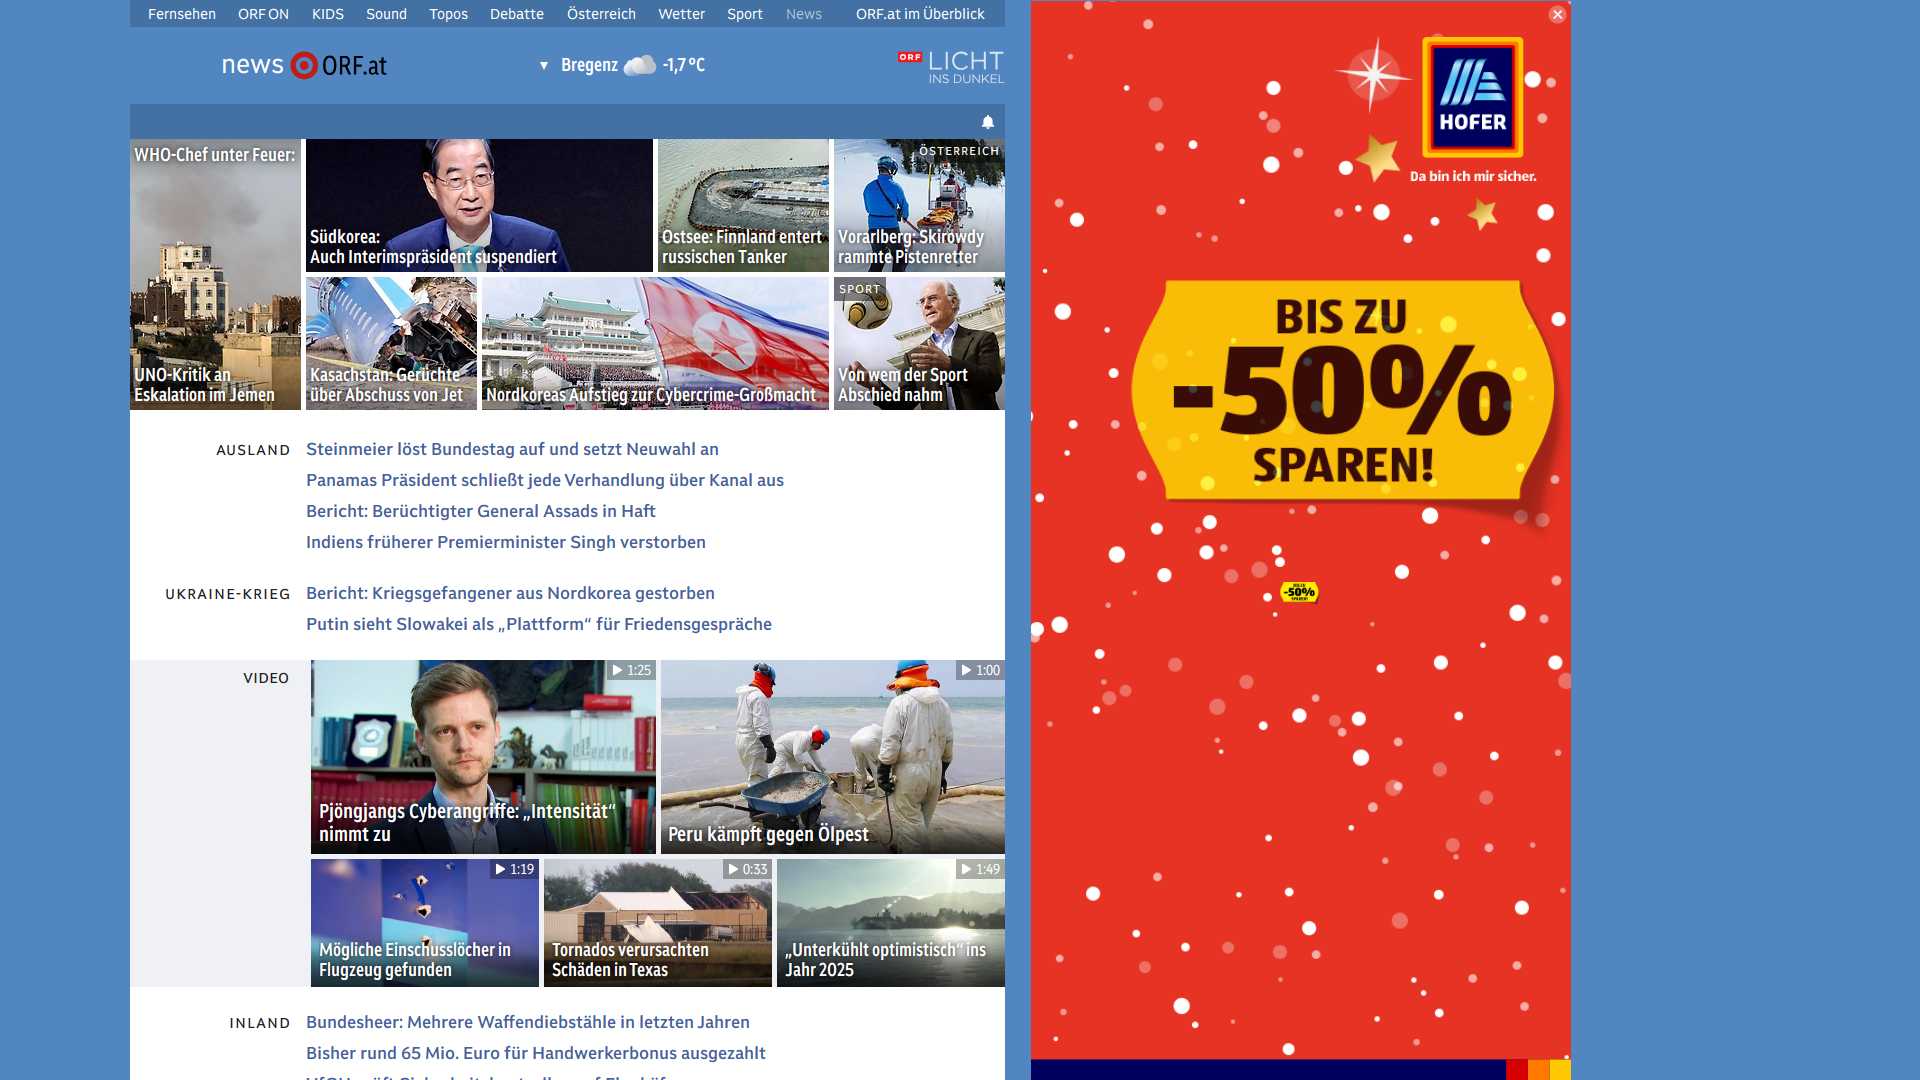 Fernsehen ORF ON KIDS Sound Topos Debatte Österreich Wetter Sport News ORF.at im Überblick
news ORF.at
Bregenz -1,7 °C
ORF LICHT
INS DUNKEL
WHO-Chef unter Feuer:
UNO-Kritik an
Eskalation im Jemen
Südkorea:
Auch Interimspräsident suspendiert
Ostsee: Finnland entert
russischen Tanker
ÖSTERREICH
Vorarlberg: Skirowdy
rammte Pistenretter
Kasachstan: Gerüchte
über Abschuss von Jet
Nordkoreas Aufstieg zur Cybercrime-Großmacht
SPORT
Von wem der Sport
Abschied nahm
AUSLAND
Steinmeier löst Bundestag auf und setzt Neuwahl an
Panamas Präsident schließt jede Verhandlung über Kanal aus
Bericht: Berüchtigter General Assads in Haft
Indiens früherer Premierminister Singh verstorben
UKRAINE-KRIEG
Bericht: Kriegsgefangener aus Nordkorea gestorben
Putin sieht Slowakei als „Plattform“ für Friedensgespräche
VIDEO
1:25
Pjöngjangs Cyberangriffe: „Intensität“
nimmt zu
1:00
Peru kämpft gegen Ölpest
1:19
Mögliche Einschusslöcher in
Flugzeug gefunden
0:33
Tornados verursachten
Schäden in Texas
1:49
„Unterkühlt optimistisch“ ins
Jahr 2025
INLAND
Bundesheer: Mehrere Waffendiebstähle in letzten Jahren
Bisher rund 65 Mio. Euro für Handwerkerbonus ausgezahlt
HOFER
Da bin ich mir sicher.
BIS ZU
-50%
SPAREN!
BIS ZU
-50%
SPAREN!